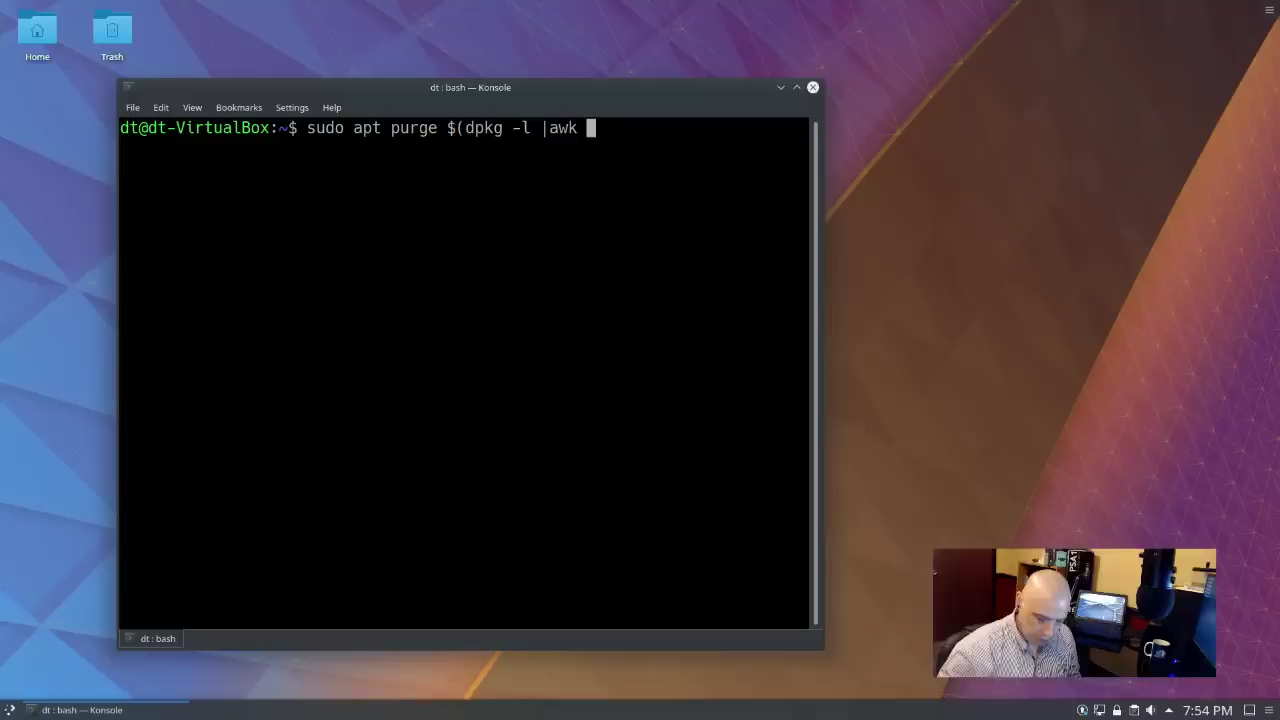 Home
Trash
dt : bash — Konsole
File Edit View Bookmarks Settings Help
dt@dt-VirtualBox:~$ sudo apt purge $(dpkg -l |awk
dt : bash
PSA1
dt : bash — Konsole
7:54 PM